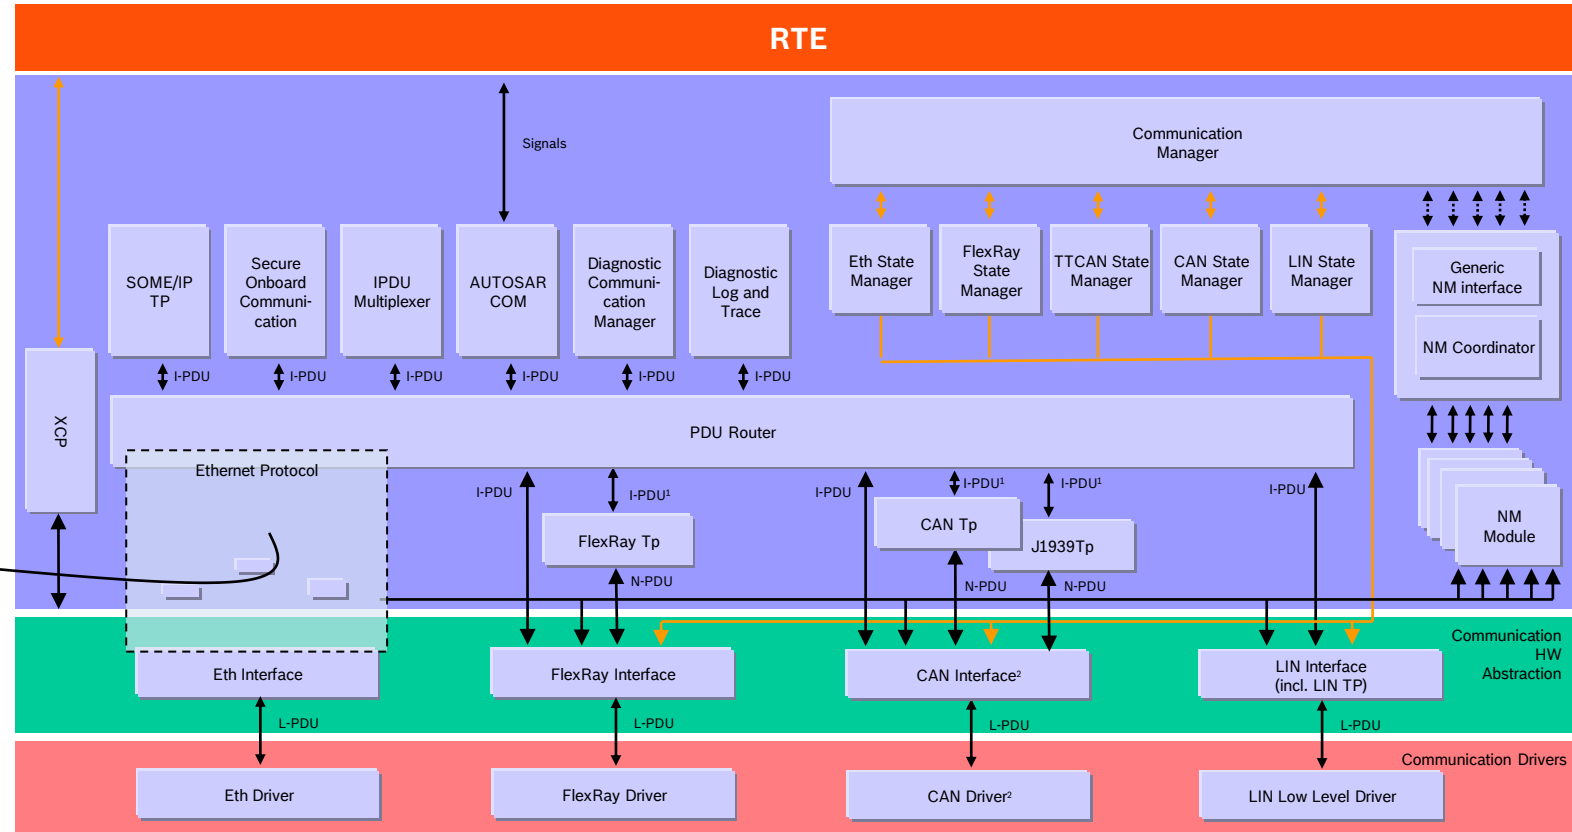 RTE
Signals
Communication
Manager
SOME/IP
TP
Secure
Onboard
Communi-
cation
IPDU
Multiplexer
AUTOSAR
COM
Diagnostic
Communi-
cation
Manager
Diagnostic
Log and
Trace
Eth State
Manager
FlexRay
State
Manager
TTCAN State
Manager
CAN State
Manager
LIN State
Manager
Generic
NM interface
NM Coordinator
I-PDU
I-PDU
I-PDU
I-PDU
I-PDU
I-PDU
XCP
PDU Router
Ethernet Protocol
I-PDU
I-PDU¹
I-PDU
I-PDU¹
I-PDU¹
I-PDU
FlexRay Tp
CAN Tp
J1939Tp
NM
Module
N-PDU
N-PDU
N-PDU
Communication
HW
Abstraction
Eth Interface
FlexRay Interface
CAN Interface²
LIN Interface
(incl. LIN TP)
L-PDU
L-PDU
L-PDU
L-PDU
Communication Drivers
Eth Driver
FlexRay Driver
CAN Driver²
LIN Low Level Driver